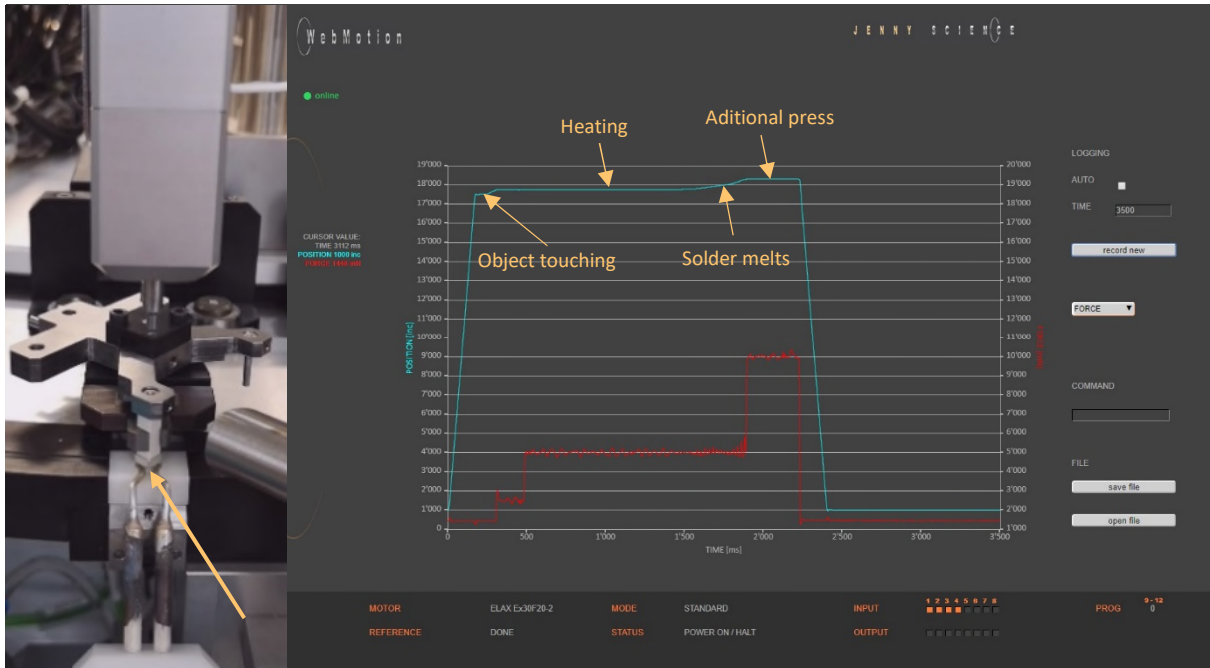 WebMotion
JENNY SCIENCE
online
Heating
Aditional press
Object touching
Solder melts
19'000
18'000
17'000
16'000
15'000
14'000
13'000
12'000
11'000
10'000
9'000
8'000
7'000
6'000
5'000
4'000
3'000
2'000
1'000
0
POSITION [inc]
20'000
19'000
18'000
17'000
16'000
15'000
14'000
13'000
12'000
11'000
10'000
9'000
8'000
7'000
6'000
5'000
4'000
3'000
2'000
1'000
0 500 1'000 1'500 2'000 2'500 3'000 3'500
TIME [ms]
CURSOR VALUE:
TIME 3112 ms
POSITION 1000 inc
LOGGING
AUTO
TIME 3500
record new
FORCE
COMMAND
FILE
save file
open file
MOTOR ELAX Ex30F20-2 MODE STANDARD INPUT 1 2 3 4 5 6 7 8 PROG 9-12
0
REFERENCE DONE STATUS POWER ON / HALT OUTPUT